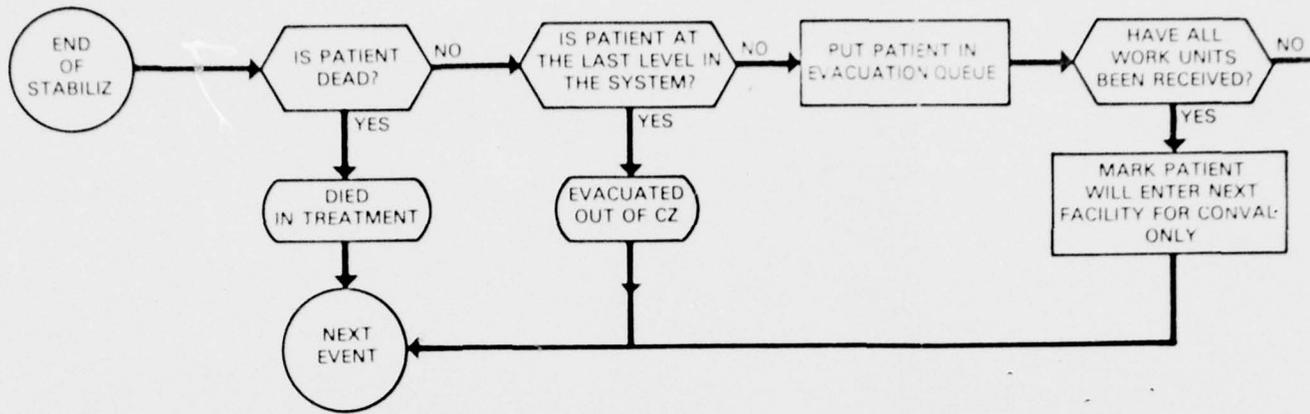 END
OF
STABILIZ
IS PATIENT
DEAD?
NO
YES
DIED
IN TREATMENT
NEXT
EVENT
IS PATIENT AT
THE LAST LEVEL IN
THE SYSTEM?
NO
YES
EVACUATED
OUT OF CZ
PUT PATIENT IN
EVACUATION QUEUE
HAVE ALL
WORK UNITS
BEEN RECEIVED?
NO
YES
MARK PATIENT
WILL ENTER NEXT
FACILITY FOR CONVAL-
ONLY